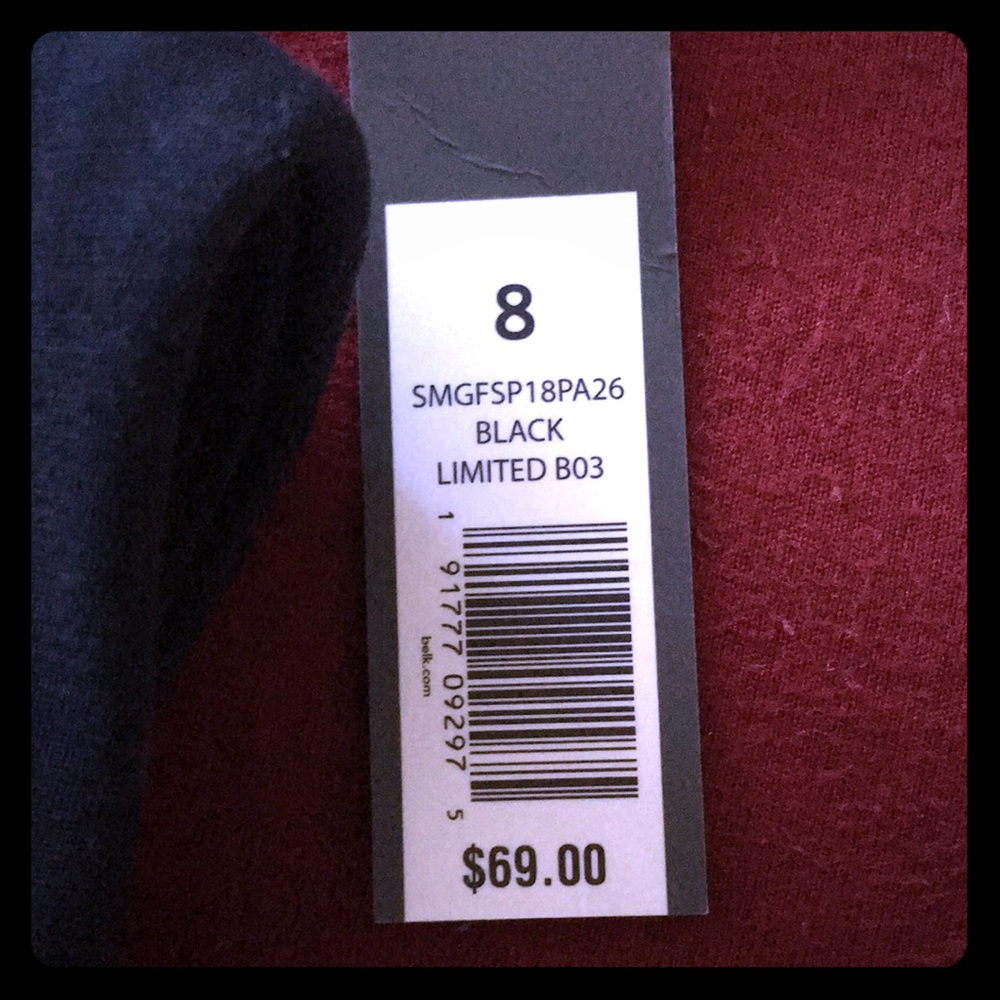 8
SMGFSP18PA26
BLACK
LIMITED B03
1 91777 09297 5
belk.com
$69.00